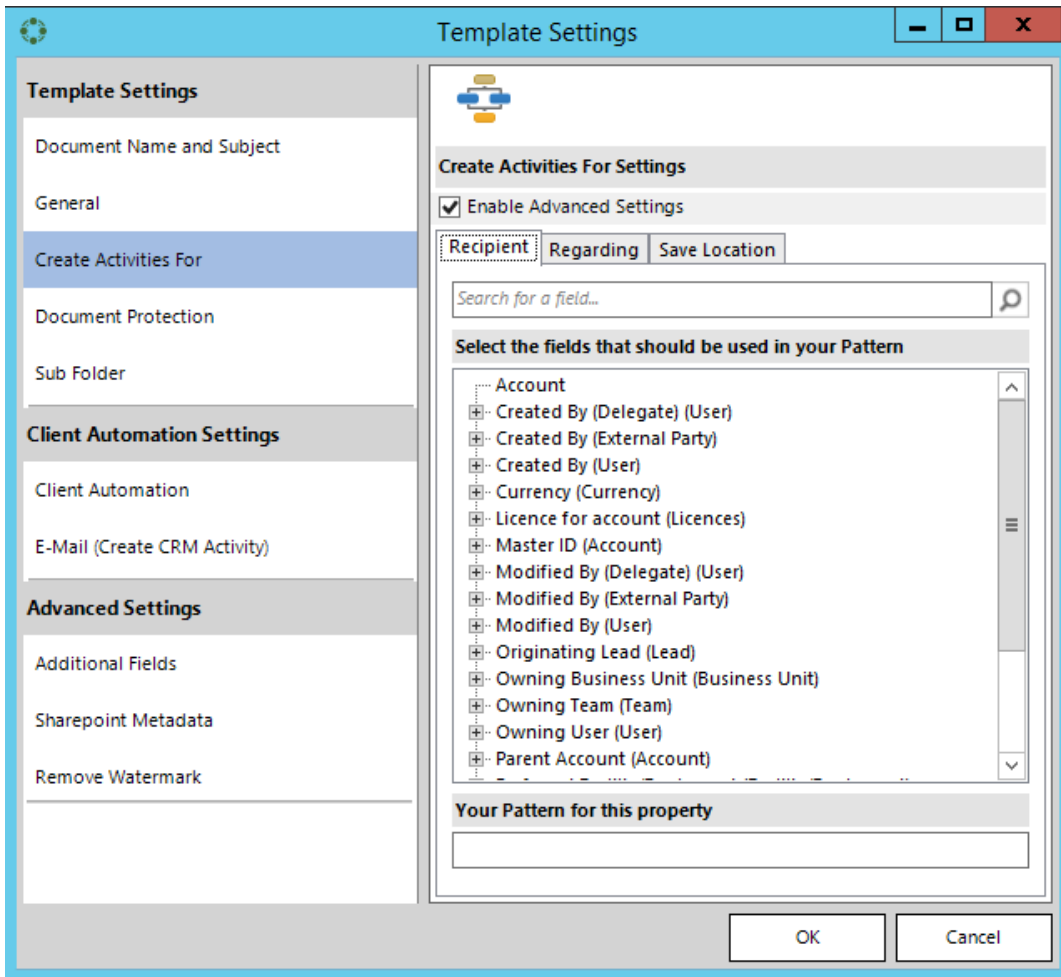 Template Settings
Template Settings
Document Name and Subject
General
Create Activities For
Document Protection
Sub Folder
Client Automation Settings
Client Automation
E-Mail (Create CRM Activity)
Advanced Settings
Additional Fields
Sharepoint Metadata
Remove Watermark
Create Activities For Settings
Enable Advanced Settings
Recipient Regarding Save Location
Search for a field...
Select the fields that should be used in your Pattern
Account
Created By (Delegate) (User)
Created By (External Party)
Created By (User)
Currency (Currency)
Licence for account (Licences)
Master ID (Account)
Modified By (Delegate) (User)
Modified By (External Party)
Modified By (User)
Originating Lead (Lead)
Owning Business Unit (Business Unit)
Owning Team (Team)
Owning User (User)
Parent Account (Account)
Your Pattern for this property
OK Cancel